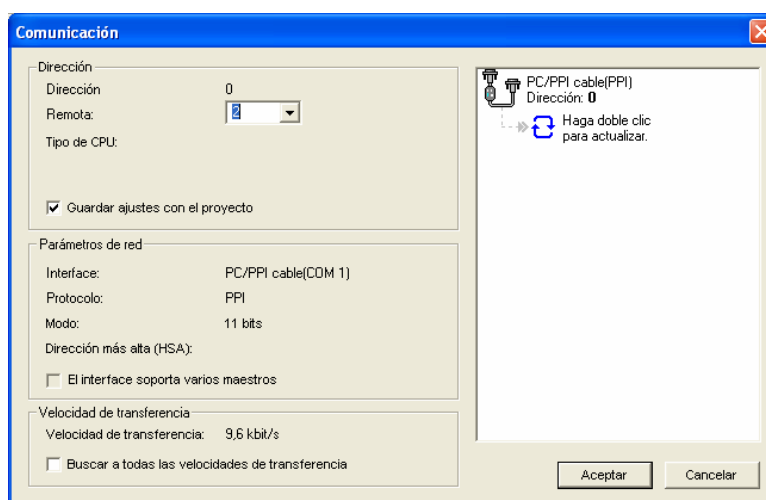 Comunicación
Dirección
Dirección 0
Remota: 2
Tipo de CPU:
Guardar ajustes con el proyecto
Parámetros de red
Interface: PC/PPI cable(COM 1)
Protocolo: PPI
Modo: 11 bits
Dirección más alta (HSA):
El interface soporta varios maestros
Velocidad de transferencia
Velocidad de transferencia: 9,6 kbit/s
Buscar a todas las velocidades de transferencia
PC/PPI cable(PPI)
Dirección: 0
Haga doble clic
para actualizar.
Aceptar Cancelar